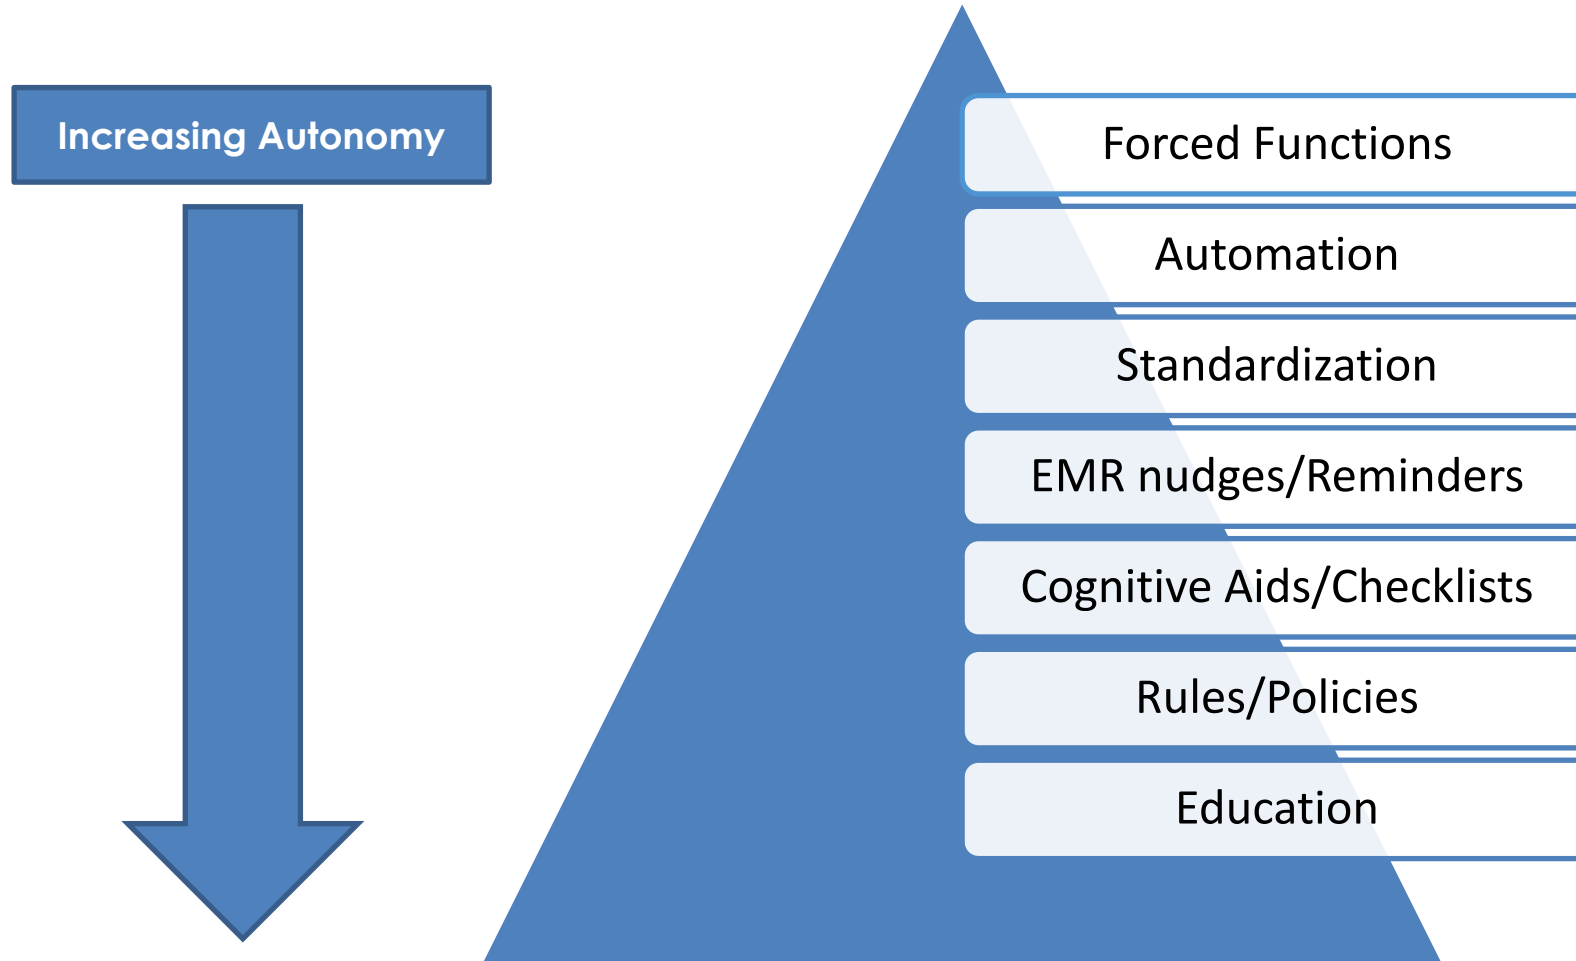 Increasing Autonomy
Forced Functions
Automation
Standardization
EMR nudges/Reminders
Cognitive Aids/Checklists
Rules/Policies
Education